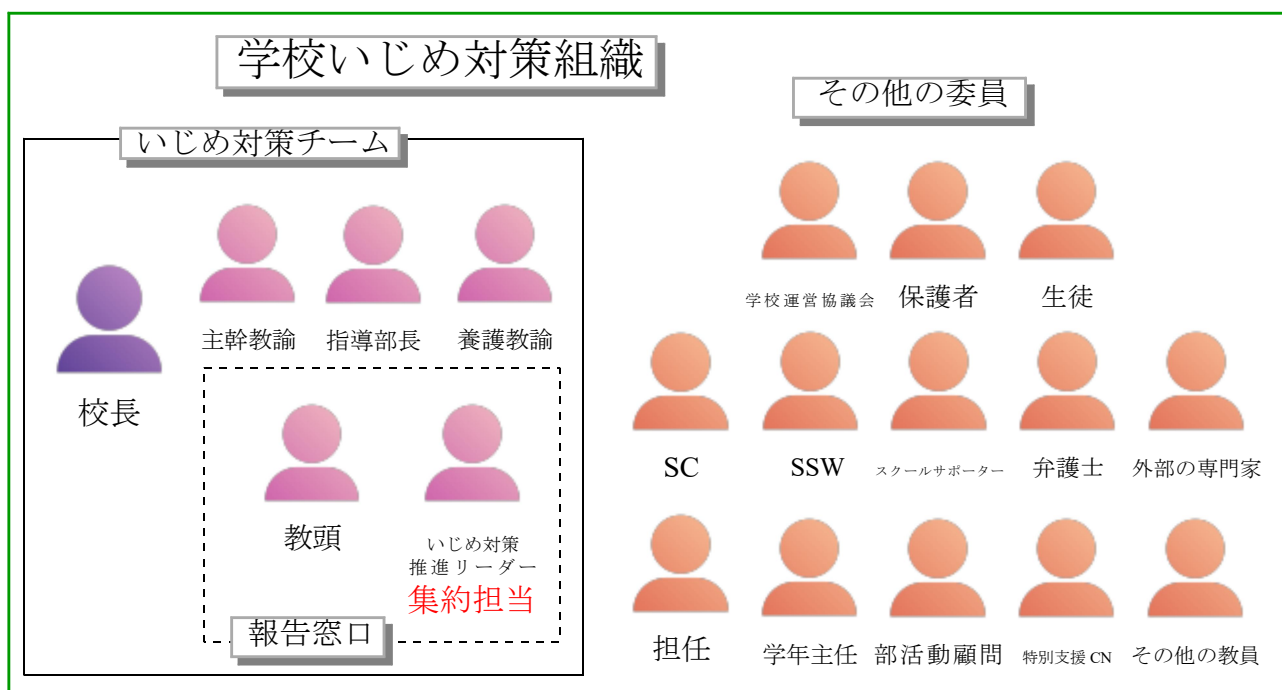 学校いじめ対策組織
いじめ対策チーム
校長
主幹教諭
指導部長
養護教諭
教頭
いじめ対策
推進リーダー
集約担当
報告窓口
その他の委員
学校運営協議会
保護者
生徒
SC
SSW
スクールサポーター
弁護士
外部の専門家
担任
学年主任
部活動顧問
特別支援 CN
その他の教員